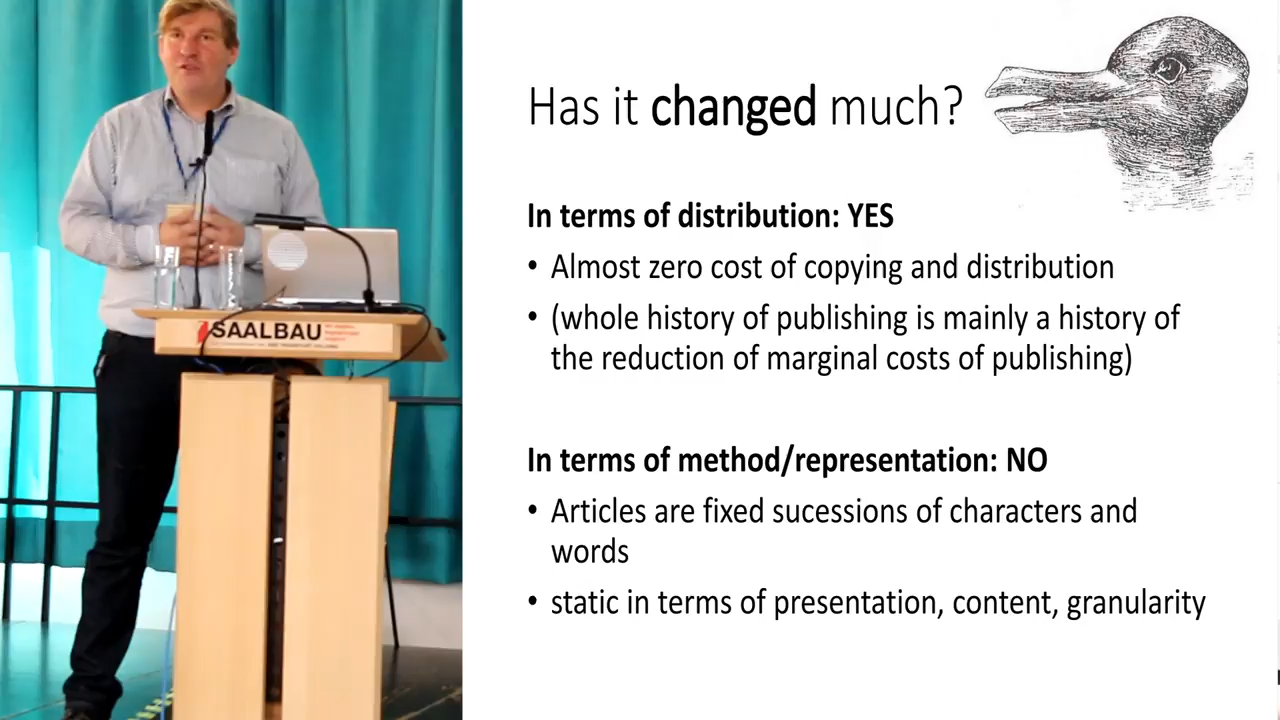 Has it changed much?
In terms of distribution: YES
• Almost zero cost of copying and distribution
• (whole history of publishing is mainly a history of
the reduction of marginal costs of publishing)
In terms of method/representation: NO
• Articles are fixed sucessions of characters and
words
• static in terms of presentation, content, granularity
SAALBAU